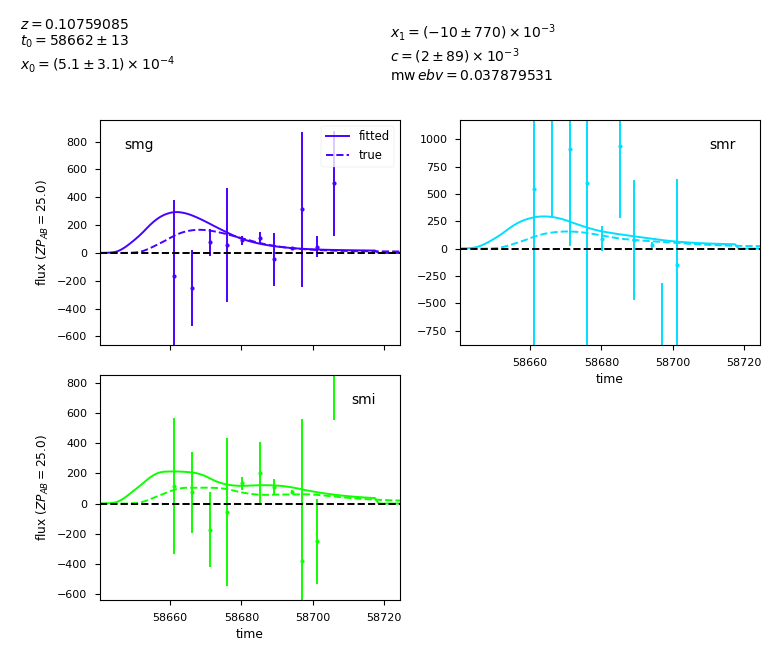 z = 0.10759085
t₀ = 58662 ± 13
x₀ = (5.1 ± 3.1) × 10⁻⁴
x₁ = (−10 ± 770) × 10⁻³
c = (2 ± 89) × 10⁻³
mw ebv = 0.037879531
smg
fitted
true
flux (ZP_AB = 25.0)
800
600
400
200
0
−200
−400
−600
smr
1000
750
500
250
0
−250
−500
−750
58660 58680 58700 58720
time
smi
flux (ZP_AB = 25.0)
800
600
400
200
0
−200
−400
−600
58660 58680 58700 58720
time